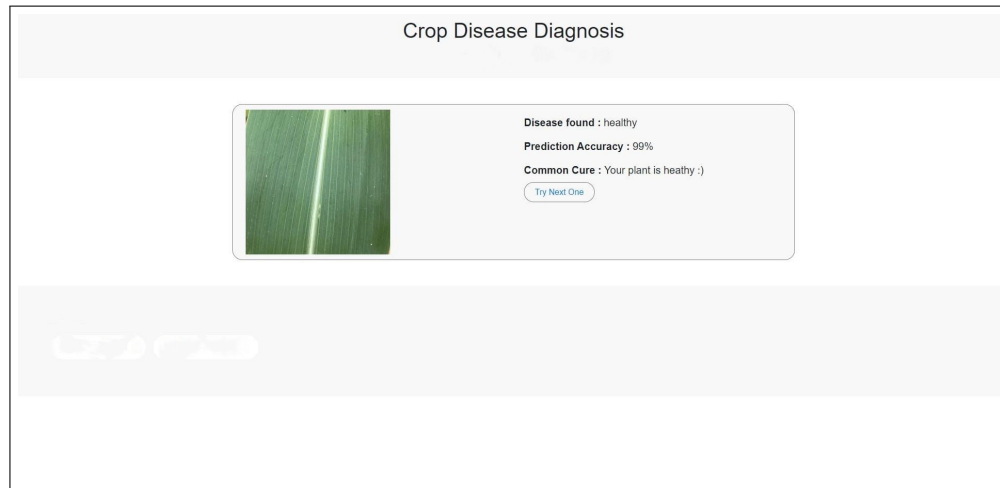 Crop Disease Diagnosis
Disease found : healthy
Prediction Accuracy : 99%
Common Cure : Your plant is heathy :)
Try Next One